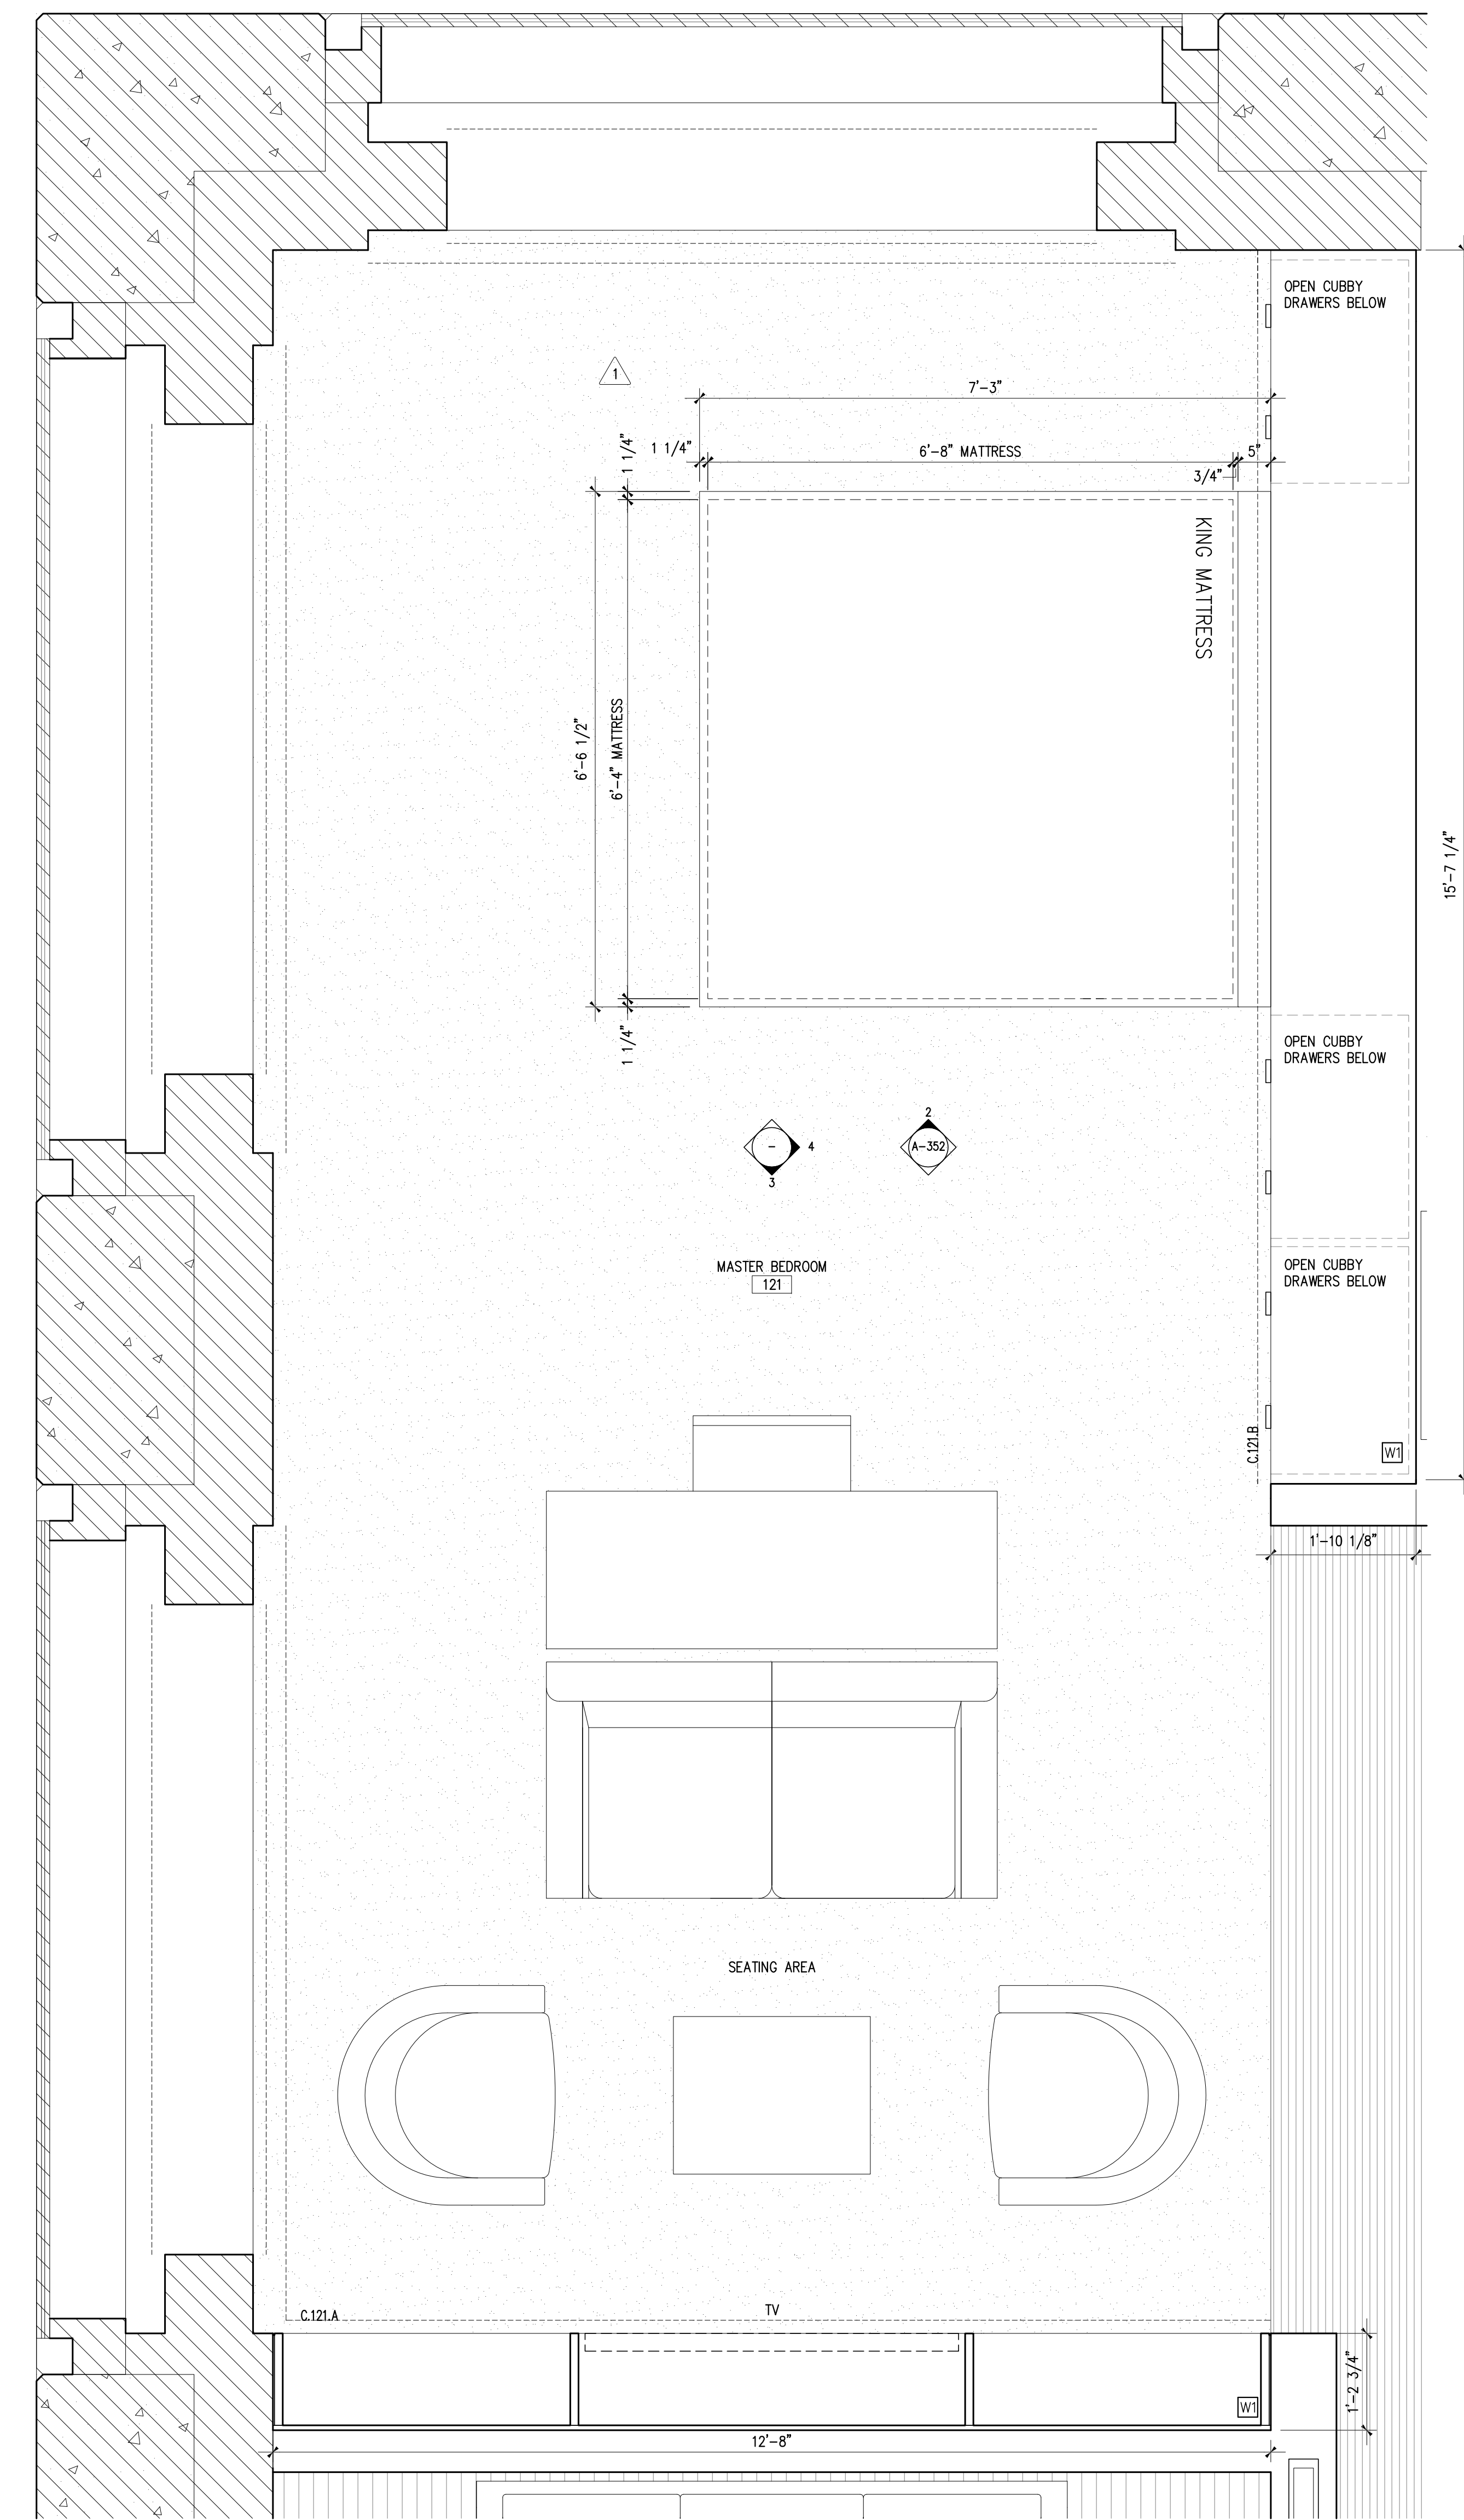 OPEN CUBBY
DRAWERS BELOW
1
7'-3"
1 1/4"
1 1/4"
6'-8" MATTRESS
5"
3/4"
KING MATTRESS
6'-6 1/2"
6'-4" MATTRESS
15'-7 1/4"
1 1/4"
OPEN CUBBY
DRAWERS BELOW
2
- 4
A-352
3
MASTER BEDROOM
121
OPEN CUBBY
DRAWERS BELOW
C.121.B
W1
1'-10 1/8"
SEATING AREA
TV
C.121.A
1'-2 3/4"
W1
12'-8"